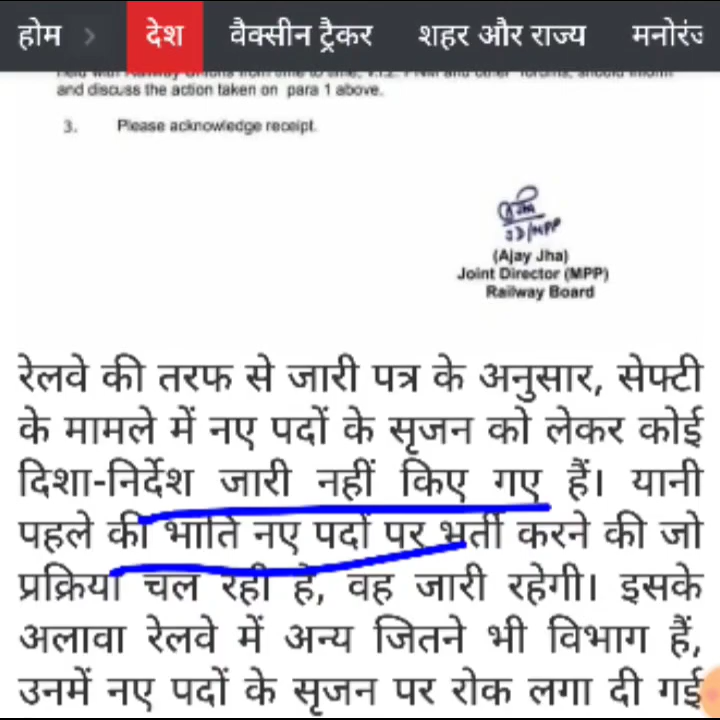 होम
देश
वैक्सीन ट्रैकर
शहर और राज्य
and discuss the action taken on para 1 above.
3. Please acknowledge receipt.
JD/MPP
(Ajay Jha)
Joint Director (MPP)
Railway Board
रेलवे की तरफ से जारी पत्र के अनुसार, सेफ्टी
के मामले में नए पदों के सृजन को लेकर कोई
दिशा-निर्देश जारी नहीं किए गए हैं। यानी
पहले की भांति नए पदों पर भर्ती करने की जो
प्रक्रिया चल रही है, वह जारी रहेगी। इसके
अलावा रेलवे में अन्य जितने भी विभाग हैं,
उनमें नए पदों के सृजन पर रोक लगा दी गई